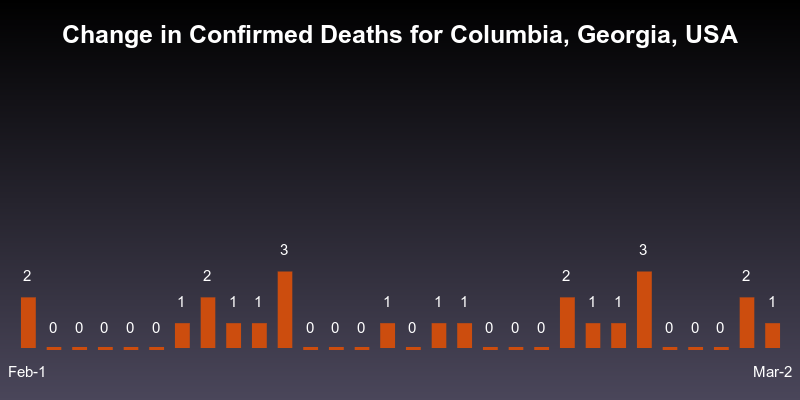 Change in Confirmed Deaths for Columbia, Georgia, USA
2 0 0 0 0 0 1 2 1 1 3 0 0 0 1 0 1 1 0 0 0 2 1 1 3 0 0 0 2 1
Feb-1 Mar-2